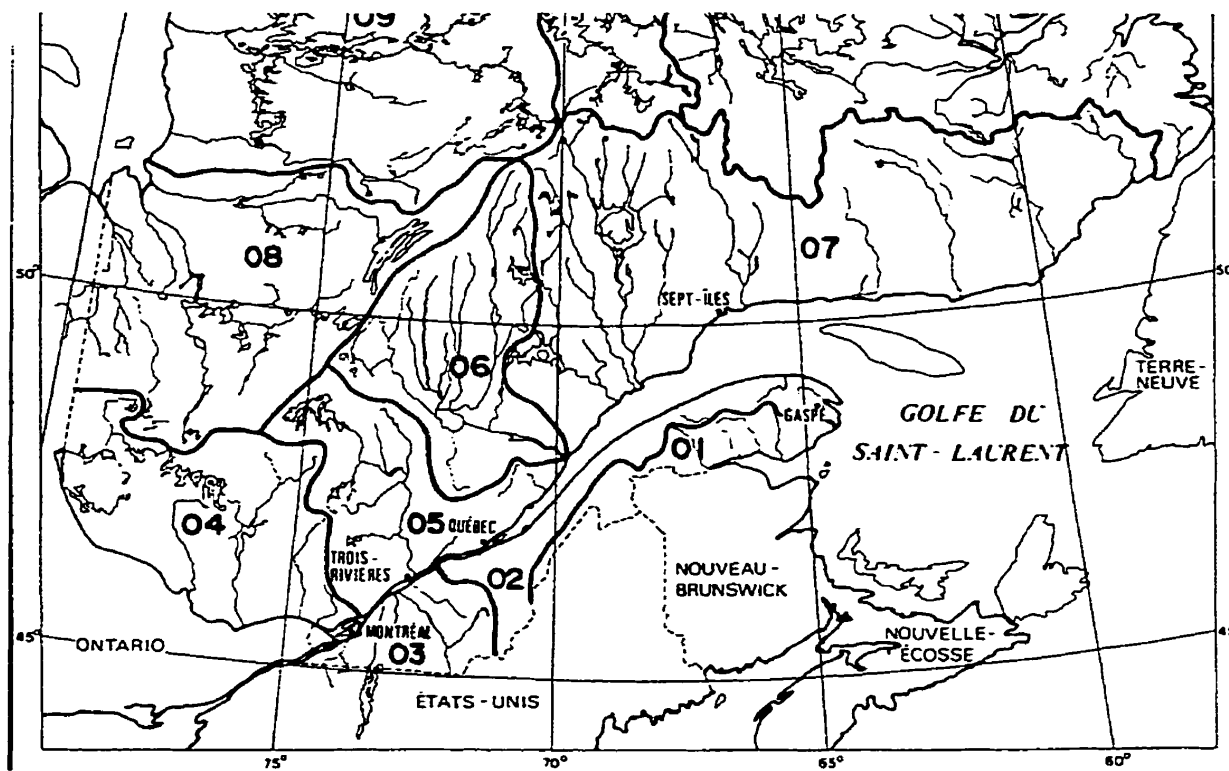 09
08
07
50°
50
SEPT-ÎLES
06
TERRE-
NEUVE
GASPÉ
GOLFE DU
SAINT-LAURENT
01
04
05
QUÉBEC
TROIS-
RIVIÈRES
02
NOUVEAU-
BRUNSWICK
45°
ONTARIO
MONTRÉAL
03
NOUVELLE-
ÉCOSSE
45
ÉTATS-UNIS
75°
70°
65°
60°